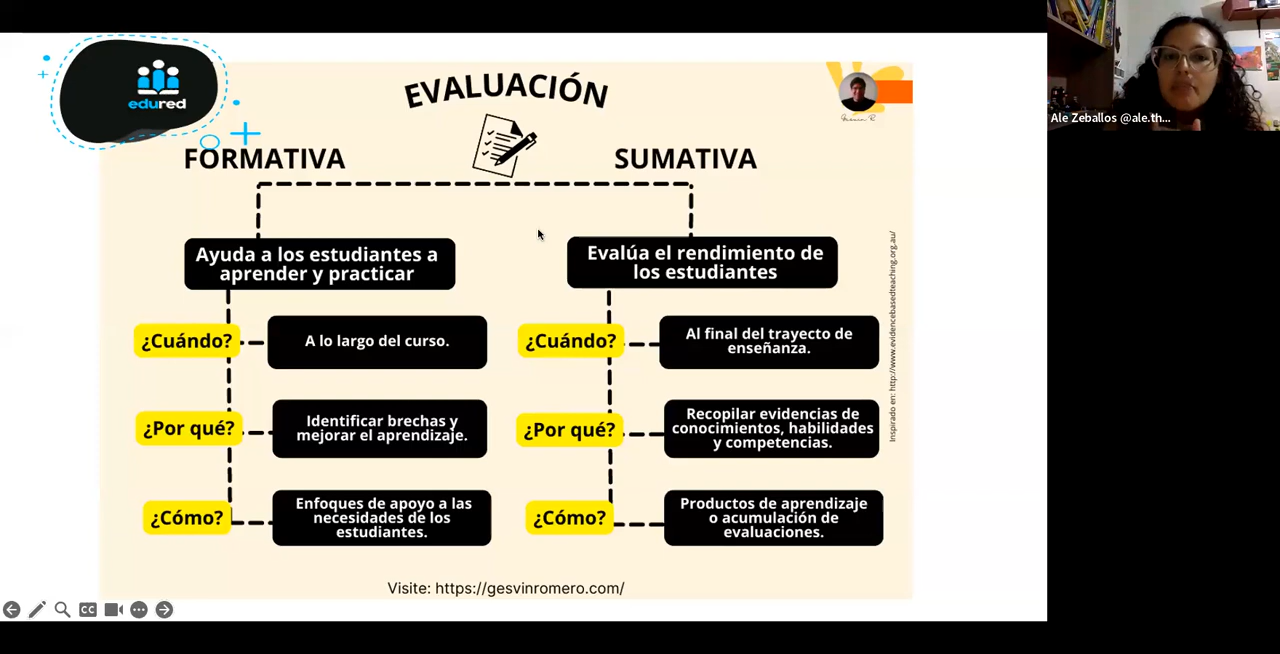 edured
EVALUACIÓN
FORMATIVA
SUMATIVA
Ayuda a los estudiantes a
aprender y practicar
¿Cuándo?
A lo largo del curso.
¿Por qué?
Identificar brechas y
mejorar el aprendizaje.
¿Cómo?
Enfoques de apoyo a las
necesidades de los
estudiantes.
Evalúa el rendimiento de
los estudiantes
¿Cuándo?
Al final del trayecto de
enseñanza.
¿Por qué?
Recopilar evidencias de
conocimientos, habilidades
y competencias.
¿Cómo?
Productos de aprendizaje
o acumulación de
evaluaciones.
Inspirado en: http://www.evidencebasedteaching.org.au/
Visite: https://gesvinromero.com/
CC
Ale Zeballos @ale.th...